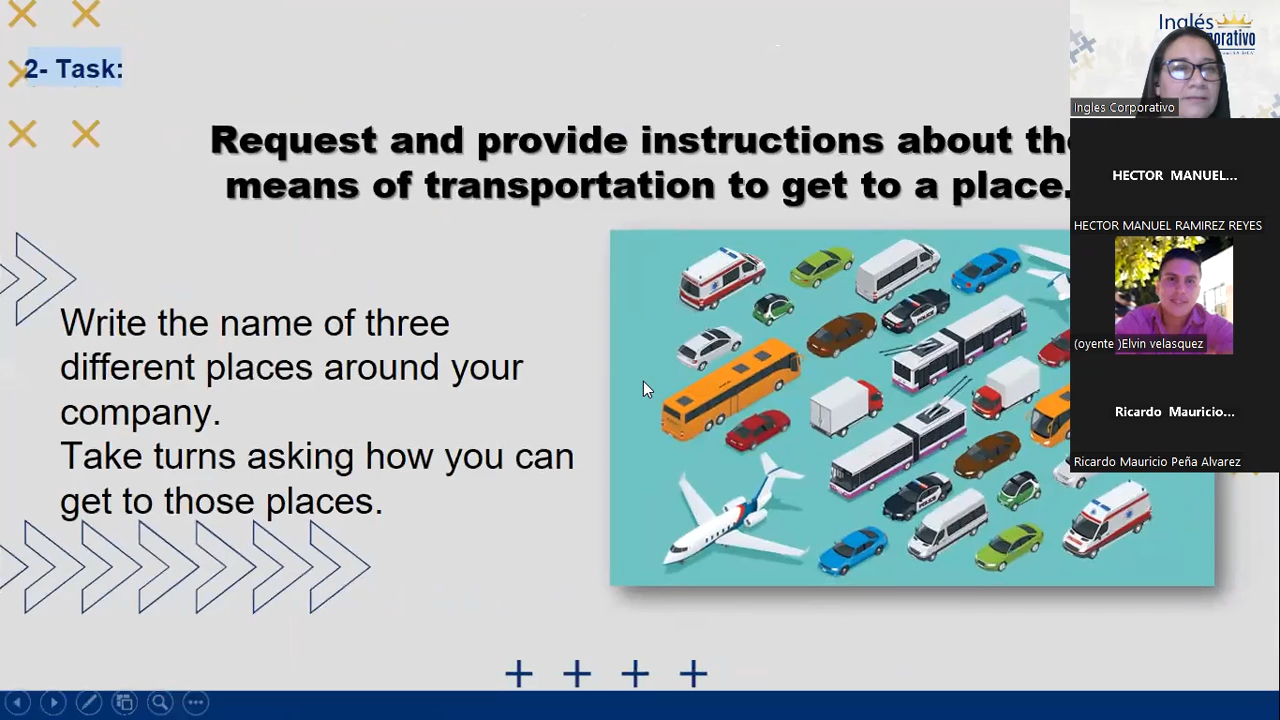 2- Task:
Request and provide instructions about the
means of transportation to get to a place.
Write the name of three
different places around your
company.
Take turns asking how you can
get to those places.
POLICE
POLICE
Inglés
Ingles Corporativo
HECTOR MANUEL...
HECTOR MANUEL RAMIREZ REYES
(oyente )Elvin velasquez
Ricardo Mauricio...
Ricardo Mauricio Peña Alvarez